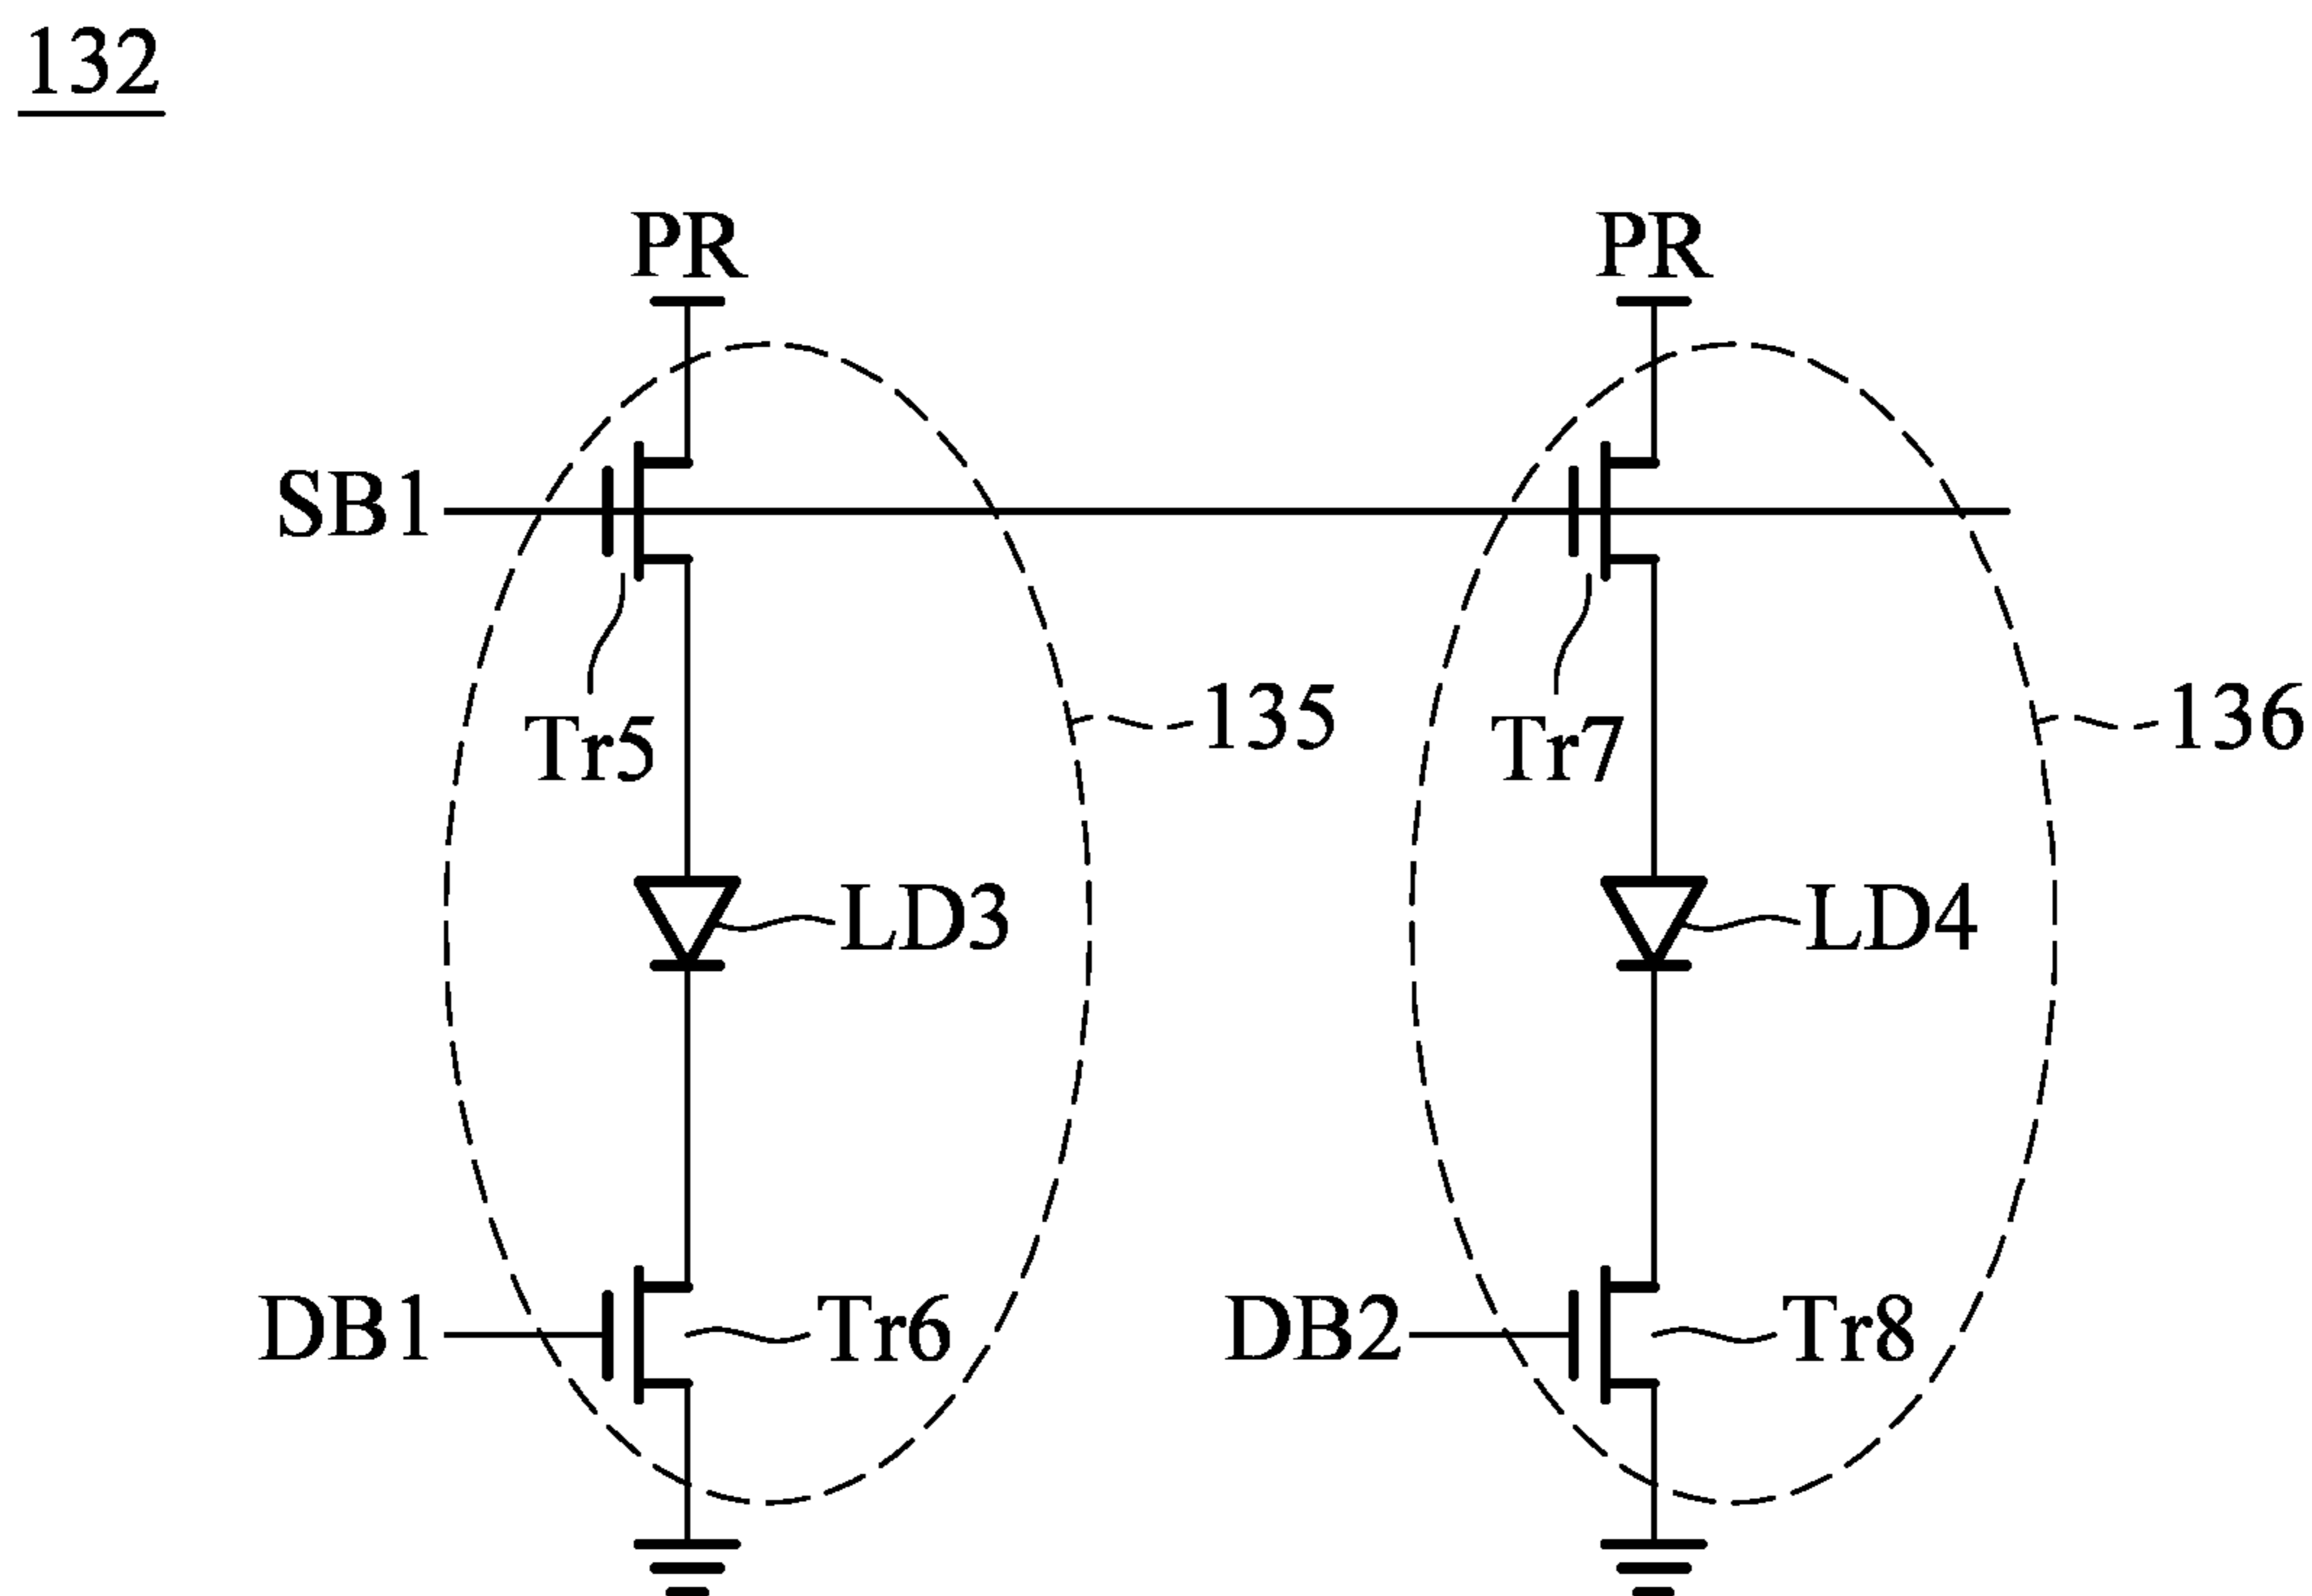 132
PR PR
SB1
135 136
Tr5 Tr7
LD3 LD4
DB1 Tr6 DB2 Tr8